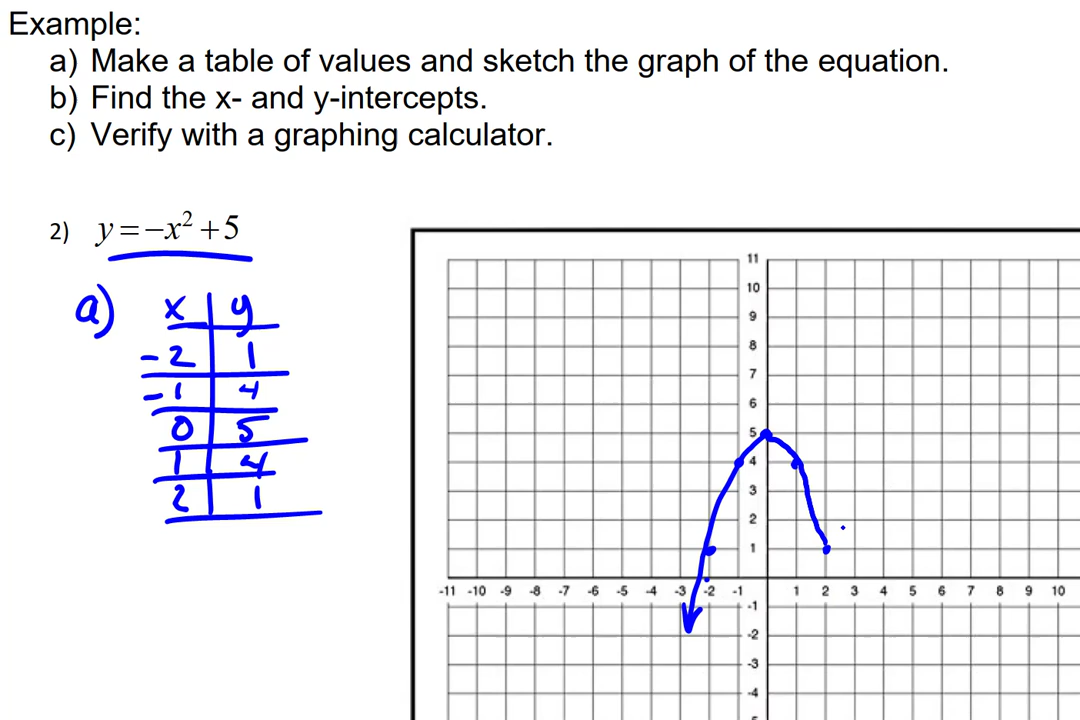 Example:
a) Make a table of values and sketch the graph of the equation.
b) Find the x- and y-intercepts.
c) Verify with a graphing calculator.
2) y = −x² + 5
a) x | y
-2 | 1
-1 | 4
0 | 5
1 | 4
2 | 1
11
10
9
8
7
6
5
4
3
2
1
-11 -10 -9 -8 -7 -6 -5 -4 -3 -2 -1 1 2 3 4 5 6 7 8 9 10
-1
-2
-3
-4